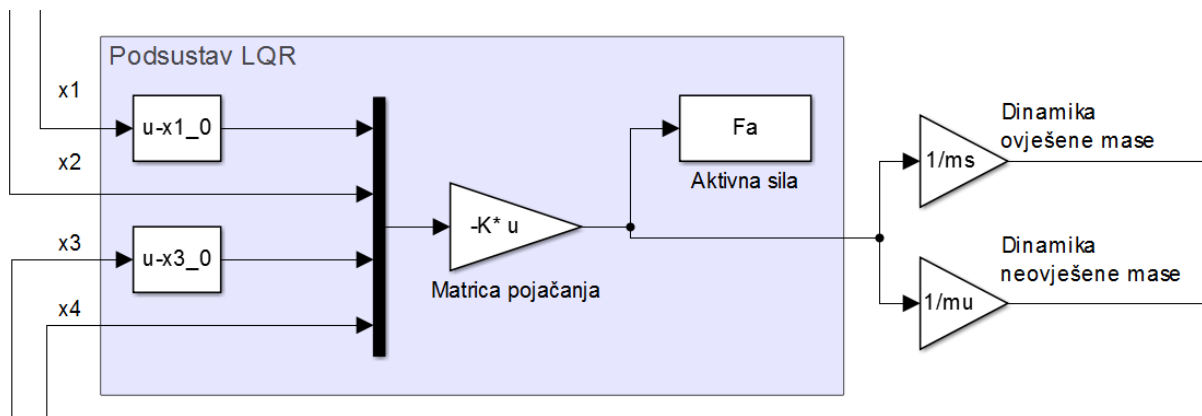 Podsustav LQR
x1
u-x1_0
x2
x3
u-x3_0
x4
-K* u
Matrica pojačanja
Fa
Aktivna sila
Dinamika
ovješene mase
1/ms
Dinamika
neovješene mase
1/mu